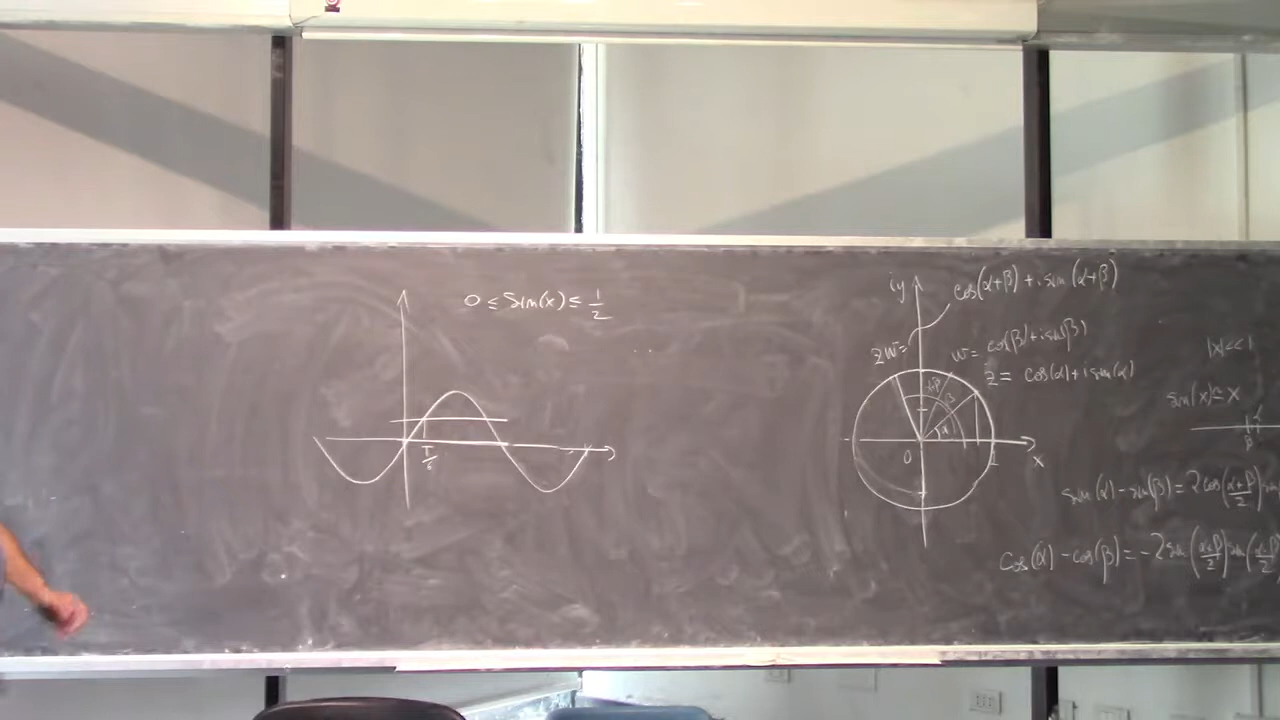 0 ≤ sin(x) ≤ 1/2
π/6
iy
cos(α+β) + i sin(α+β)
zw =
w = cos(β) + i sin(β)
z = cos(α) + i sin(α)
α+β
β
α
0
1
x
|x| << 1
sin(x) ≅ x
β
sin(α) - sin(β) = 2 cos((α+β)/2) sin
cos(α) - cos(β) = -2 sin((α+β)/2) sin((α-β)/2)